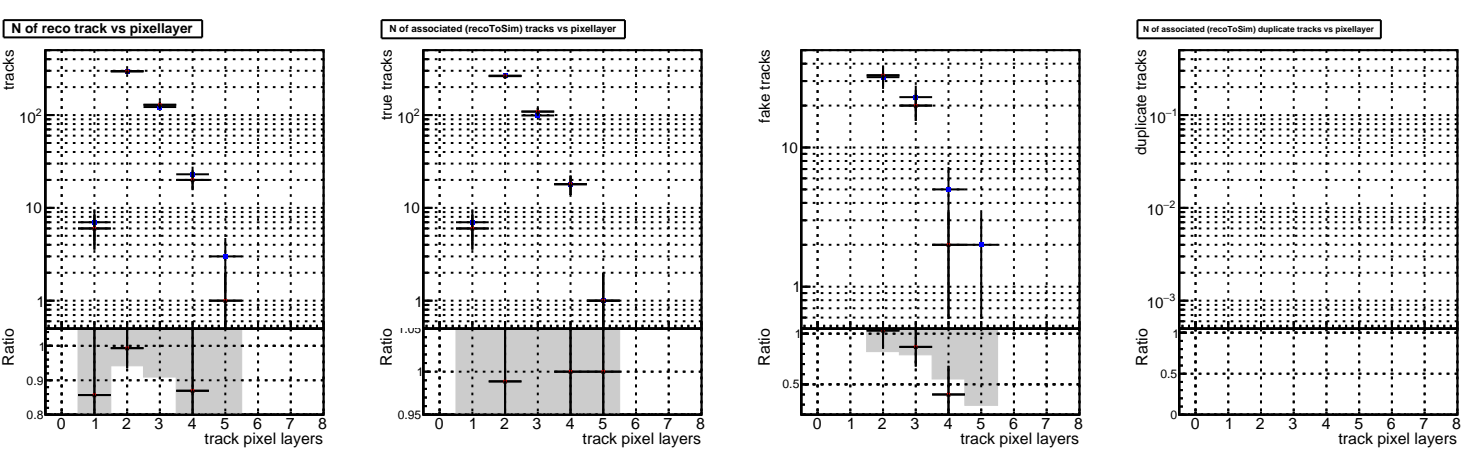 N of reco track vs pixellayer
tracks
10²
10
1
Ratio
1
0.9
0.8
0 1 2 3 4 5 6 7 8
track pixel layers
N of associated (recoToSim) tracks vs pixellayer
true tracks
10²
10
1
Ratio
1.05
1
0.95
0 1 2 3 4 5 6 7 8
track pixel layers
fake tracks
10
1
Ratio
1
0.5
0 1 2 3 4 5 6 7 8
track pixel layers
N of associated (recoToSim) duplicate tracks vs pixellayer
duplicate tracks
10⁻¹
10⁻²
10⁻³
Ratio
1
0.5
0
0 1 2 3 4 5 6 7 8
track pixel layers